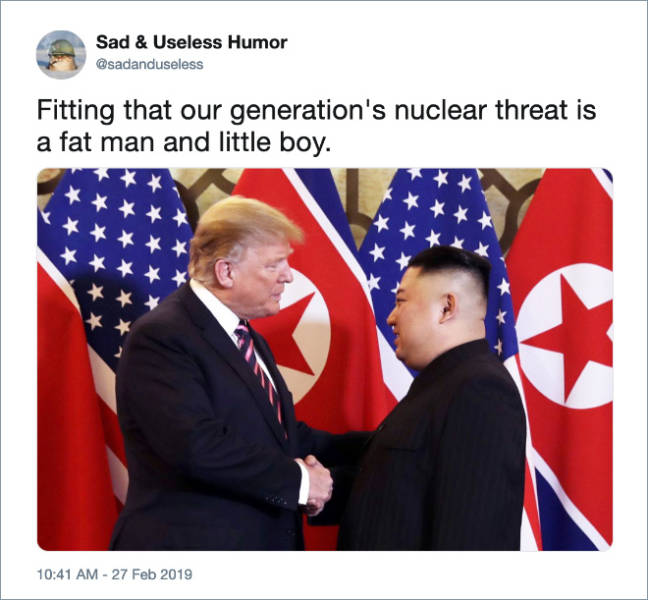 Sad & Useless Humor
@sadanduseless
Fitting that our generation's nuclear threat is
a fat man and little boy.
10:41 AM - 27 Feb 2019